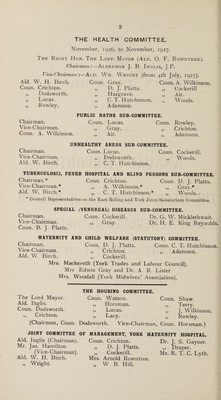 2
THE HEALTH COMMITTEE.
November, 1926, to November, 1927.
THE RIGHT HON. THE LORD MAYOR (ALD. O. F. ROWNTREE).
Chairman :—ALDERMAN J. B. INGLIS, J.P.
Vice-Chairman :—ALD. WM. WRIGHT (from 4th July, 1927).
Ald. W. H. Birch. Coun. Gray. Coun. A. Wilkinson.
Coun. Crichton. „ D. J. Platts. „ Cockerill
„ Dodsworth. „ Hargrave. „ Air.
„ Lucar. „ C. T. Hutchinson. „ Woods.
„ Rowley. „ Adamson.
PUBLIC BATHS SUB-COMMITTEE.
Chairman. Coun. Lucas. Coun. Rowley.
Vice-Chairman. „ Gray. „ Crichton.
Coun. A. Wilkinson. „ Air. „ Adamson.
UNHEALTHY AREAS SUB-COMMITTEE.
Chairman Coun. Lucas. Coun. Cockerill.
Vice-Chairman. „ Dodsworth. „ Woods.
Ald. W. H. Birch. „ C. T. Hutchinson.
TUBERCULOSIS, FEVER HOSPITAL AND BLIND PERSONS SUB-COMMITTEE.
Chairman.* Coun. Crichton. Coun. D. J. Platts.
Vice-Chairman.* „ A. Wilkinson.* „ Gray.*
Ald. W. H. Birch.* „ C. T. Hutchinson.* „ Woods.*
* Council Representatives on the East Riding and York Joint Sanatorium Committee.
SPECIAL (VENEREAL) DISEASES SUB-COMMITTEE.
Chairman. Coun. Cockerill. Dr. G. W. Micklethwait.
Vice-Chairman. „ Gray. Dr. H. E. King Reynolds.
Coun. D. J. Platts.
MATERNITY AND CHILD WELFARE (STATUTORY) COMMITTEE.
Chairman. Coun. D. J. Platts. Coun. C. T. Hutchinson.
Vice-Chairman. „ Crichton. „ Adamson.
Ald. W. H. Birch. „ Cockerill.
Mrs. Mackereth (York Trades and Labour Council).
Mrs Edwin Gray and Dr. A R. Lister
Mrs. Woodall (York Midwives' Association).
THE HOUSING COMMITTEE.
The Lord Mayor. Coun. Watson. Coun. Shaw.
Ald. Inglis. „ Horsman. „ Terry.
Coun. Dodsworth. „ Lucas. „ J. Wilkinson.
„ Crichton. „ Lacy. „ Rowley.
(Chairman, Coun. Dodsworth. Vice-Chairman, Coun. Horsman.)
JOINT COMMITTEE OF MANAGEMENT, YORK MATERNITY HOSPITAL.
Ald. Inglis (Chairman). Coun. Crichton. Dr. J. S. Gayner.
Mr. Jas. Hamilton „ D. J. Platts. „ Draper.
(Vice-Chairman). „ Cockerill. Mr. R. T. C. Lyth.
Ald. W. H. Birch. Mrs. Arnold Rowntree.
„ Wright. „ W B. Hill.